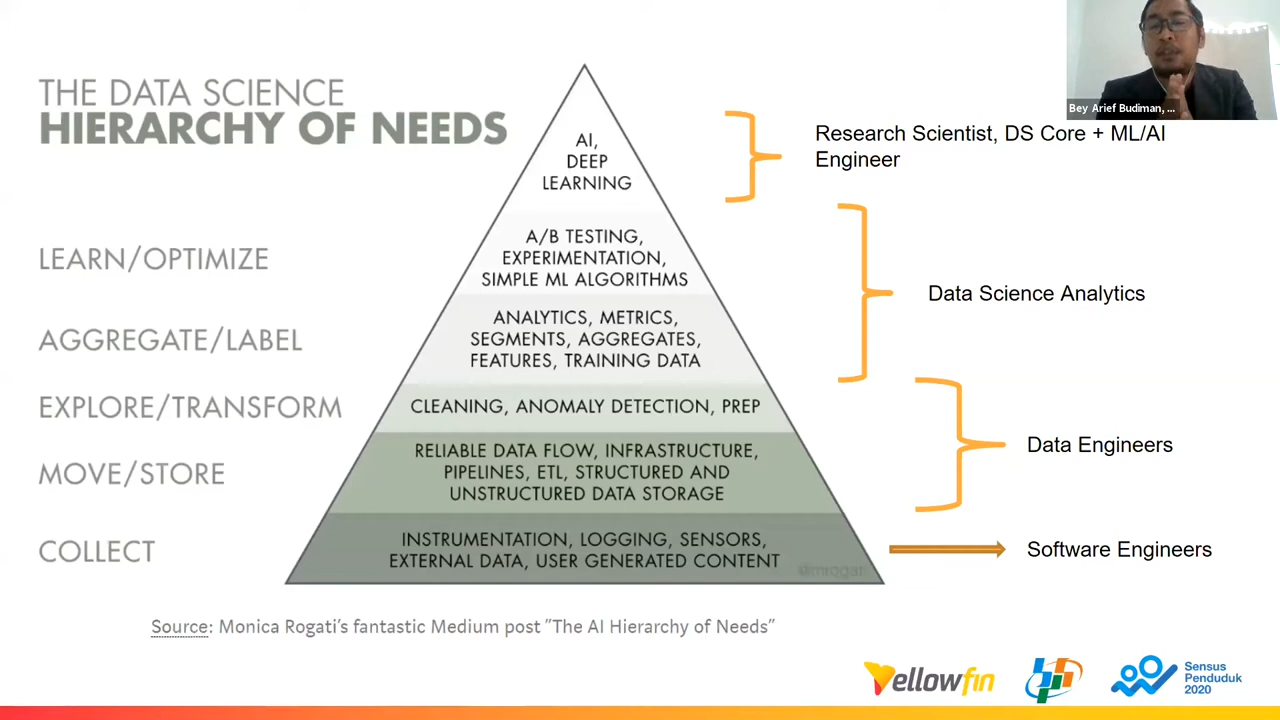 THE DATA SCIENCE
HIERARCHY OF NEEDS
LEARN/OPTIMIZE
AGGREGATE/LABEL
EXPLORE/TRANSFORM
MOVE/STORE
COLLECT
AI,
DEEP
LEARNING
A/B TESTING,
EXPERIMENTATION,
SIMPLE ML ALGORITHMS
ANALYTICS, METRICS,
SEGMENTS, AGGREGATES,
FEATURES, TRAINING DATA
CLEANING, ANOMALY DETECTION, PREP
RELIABLE DATA FLOW, INFRASTRUCTURE,
PIPELINES, ETL, STRUCTURED AND
UNSTRUCTURED DATA STORAGE
INSTRUMENTATION, LOGGING, SENSORS,
EXTERNAL DATA, USER GENERATED CONTENT
@mrogati
Bey Arief Budiman, ...
Research Scientist, DS Core + ML/AI
Engineer
Data Science Analytics
Data Engineers
Software Engineers
Source: Monica Rogati's fantastic Medium post "The AI Hierarchy of Needs"
Yellowfin
Sensus
Penduduk
2020